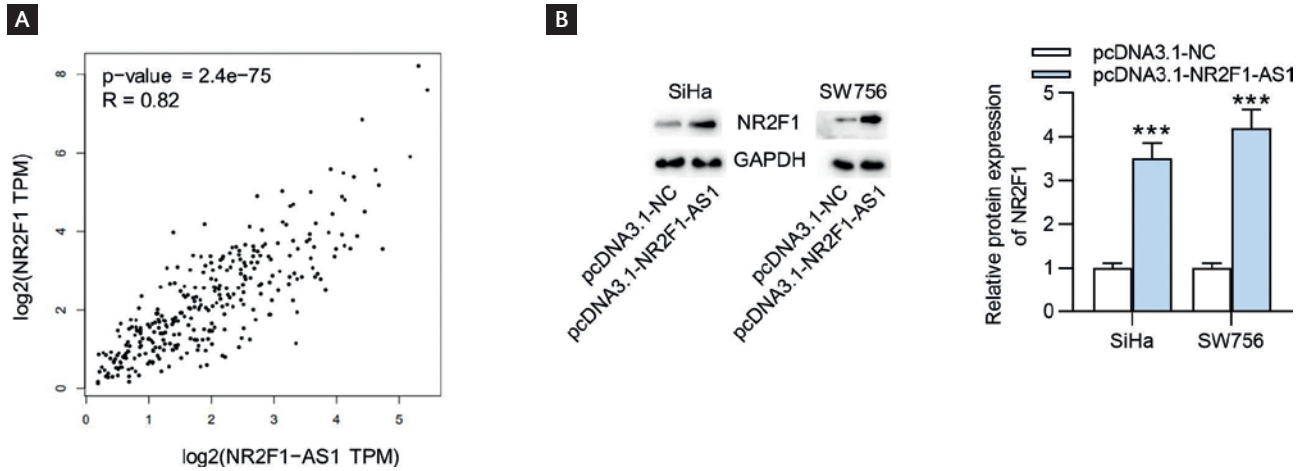 A
p-value = 2.4e-75
R = 0.82
8
6
4
2
0
log2(NR2F1 TPM)
0 1 2 3 4 5
log2(NR2F1-AS1 TPM)
B
SiHa SW756
NR2F1
GAPDH
pcDNA3.1-NC
pcDNA3.1-NR2F1-AS1
pcDNA3.1-NC
pcDNA3.1-NR2F1-AS1
pcDNA3.1-NC
pcDNA3.1-NR2F1-AS1
Relative protein expression
of NR2F1
5
4
3
2
1
0
***
***
SiHa SW756